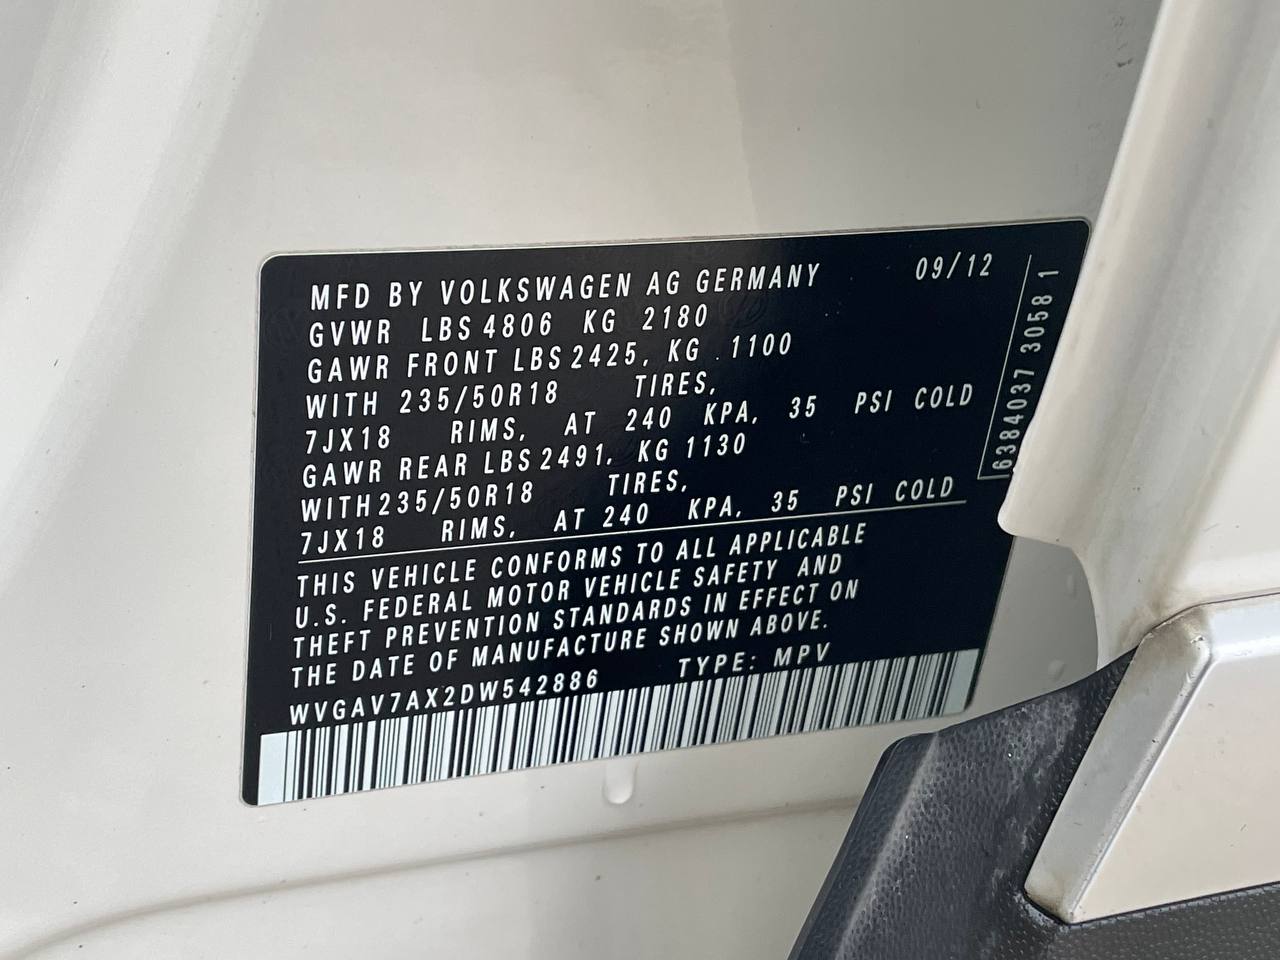 MFD BY VOLKSWAGEN AG GERMANY 09/12
GVWR LBS 4806 KG 2180
GAWR FRONT LBS 2425, KG . 1100
WITH 235/50R18 TIRES,
7JX18 RIMS, AT 240 KPA, 35 PSI COLD
GAWR REAR LBS 2491, KG 1130
WITH 235/50R18 TIRES,
7JX18 RIMS, AT 240 KPA, 35 PSI COLD
THIS VEHICLE CONFORMS TO ALL APPLICABLE
U.S. FEDERAL MOTOR VEHICLE SAFETY AND
THEFT PREVENTION STANDARDS IN EFFECT ON
THE DATE OF MANUFACTURE SHOWN ABOVE.
WVGAV7AX2DW542886 TYPE: MPV
6384037 3058 1